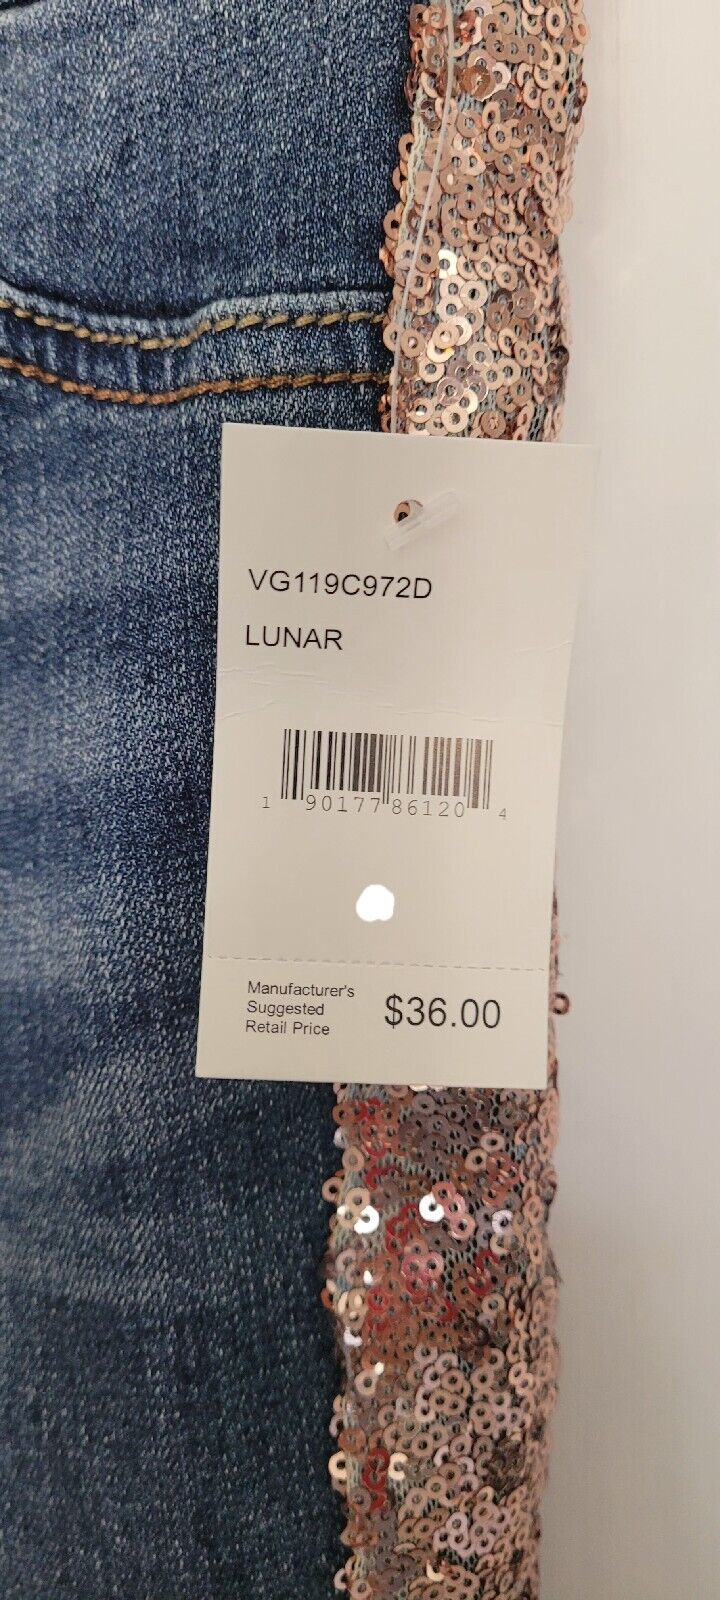 VG119C972D
LUNAR
1 90177 86120 4
Manufacturer's
Suggested
Retail Price
$36.00